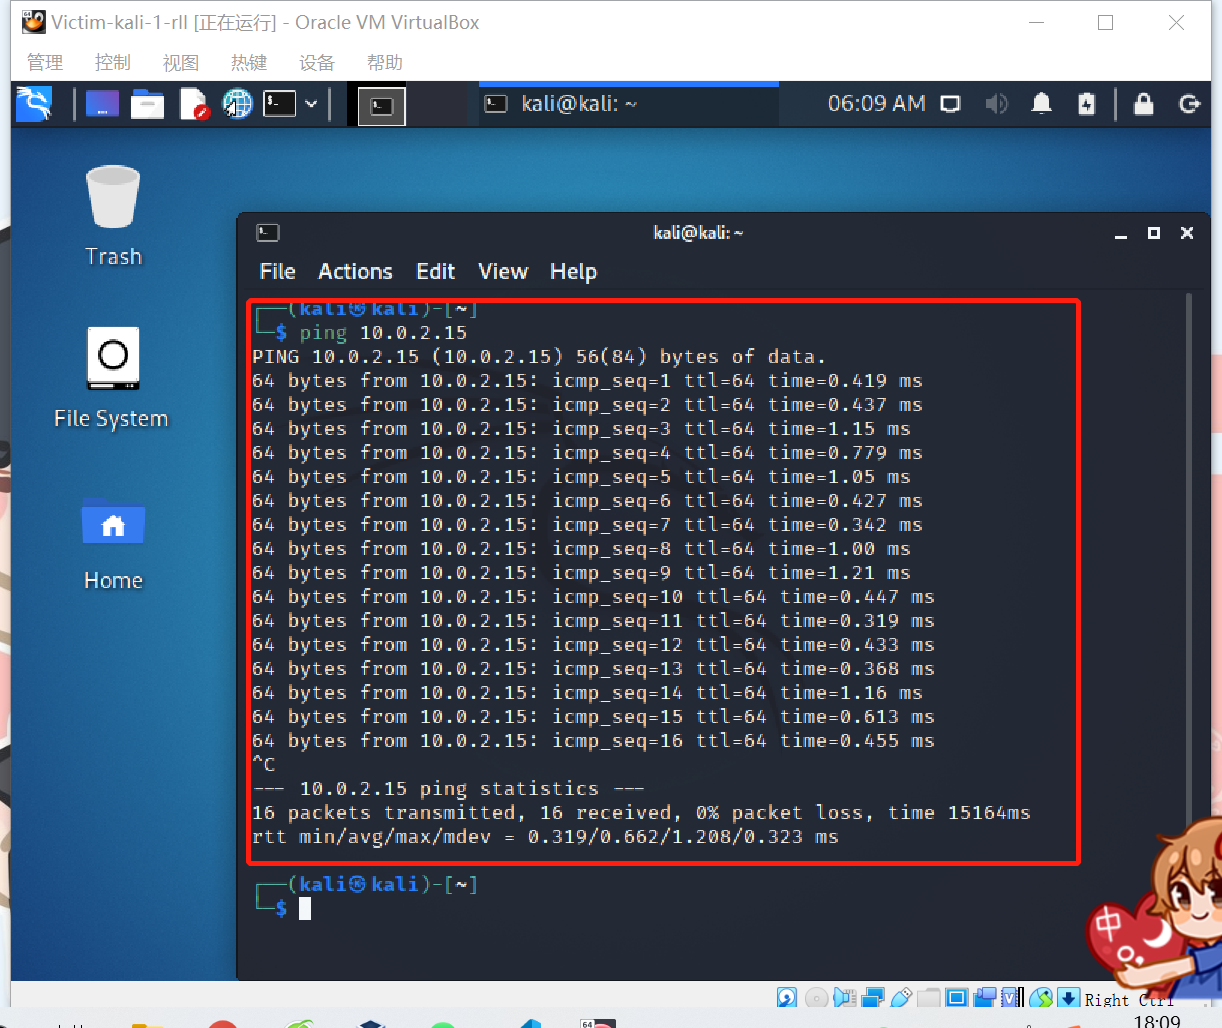 Victim-kali-1-rll [正在运行] - Oracle VM VirtualBox
管理 控制 视图 热键 设备 帮助
kali@kali: ~ 06:09 AM
Trash
File System
Home
kali@kali: ~
File Actions Edit View Help
┌──(kali㉿kali)-[~]
└─$ ping 10.0.2.15
PING 10.0.2.15 (10.0.2.15) 56(84) bytes of data.
64 bytes from 10.0.2.15: icmp_seq=1 ttl=64 time=0.419 ms
64 bytes from 10.0.2.15: icmp_seq=2 ttl=64 time=0.437 ms
64 bytes from 10.0.2.15: icmp_seq=3 ttl=64 time=1.15 ms
64 bytes from 10.0.2.15: icmp_seq=4 ttl=64 time=0.779 ms
64 bytes from 10.0.2.15: icmp_seq=5 ttl=64 time=1.05 ms
64 bytes from 10.0.2.15: icmp_seq=6 ttl=64 time=0.427 ms
64 bytes from 10.0.2.15: icmp_seq=7 ttl=64 time=0.342 ms
64 bytes from 10.0.2.15: icmp_seq=8 ttl=64 time=1.00 ms
64 bytes from 10.0.2.15: icmp_seq=9 ttl=64 time=1.21 ms
64 bytes from 10.0.2.15: icmp_seq=10 ttl=64 time=0.447 ms
64 bytes from 10.0.2.15: icmp_seq=11 ttl=64 time=0.319 ms
64 bytes from 10.0.2.15: icmp_seq=12 ttl=64 time=0.433 ms
64 bytes from 10.0.2.15: icmp_seq=13 ttl=64 time=0.368 ms
64 bytes from 10.0.2.15: icmp_seq=14 ttl=64 time=1.16 ms
64 bytes from 10.0.2.15: icmp_seq=15 ttl=64 time=0.613 ms
64 bytes from 10.0.2.15: icmp_seq=16 ttl=64 time=0.455 ms
^C
--- 10.0.2.15 ping statistics ---
16 packets transmitted, 16 received, 0% packet loss, time 15164ms
rtt min/avg/max/mdev = 0.319/0.662/1.208/0.323 ms
┌──(kali㉿kali)-[~]
└─$
中
Right Ctrl
64
18:09